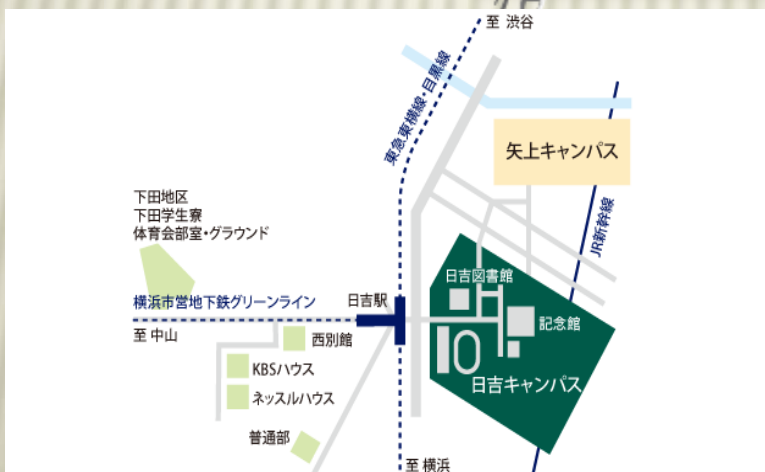 至 渋谷
東急東横線・目黒線
矢上キャンパス
JR新幹線
下田地区
下田学生寮
体育会部室・グラウンド
日吉図書館
横浜市営地下鉄グリーンライン
日吉駅
至 中山
西別館
記念館
KBSハウス
日吉キャンパス
ネッスルハウス
普通部
至 横浜